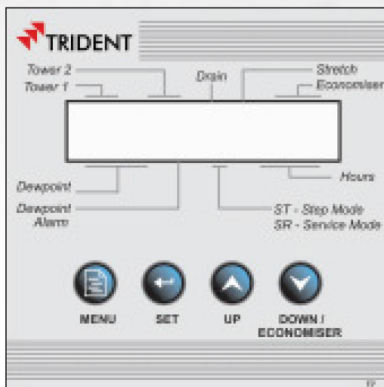 TRIDENT
Tower 2
Drain
Stretch
Tower 1
Economiser
Dewpoint
Hours
Dewpoint
Alarm
ST - Step Mode
SR - Service Mode
MENU
SET
UP
DOWN /
ECONOMISER